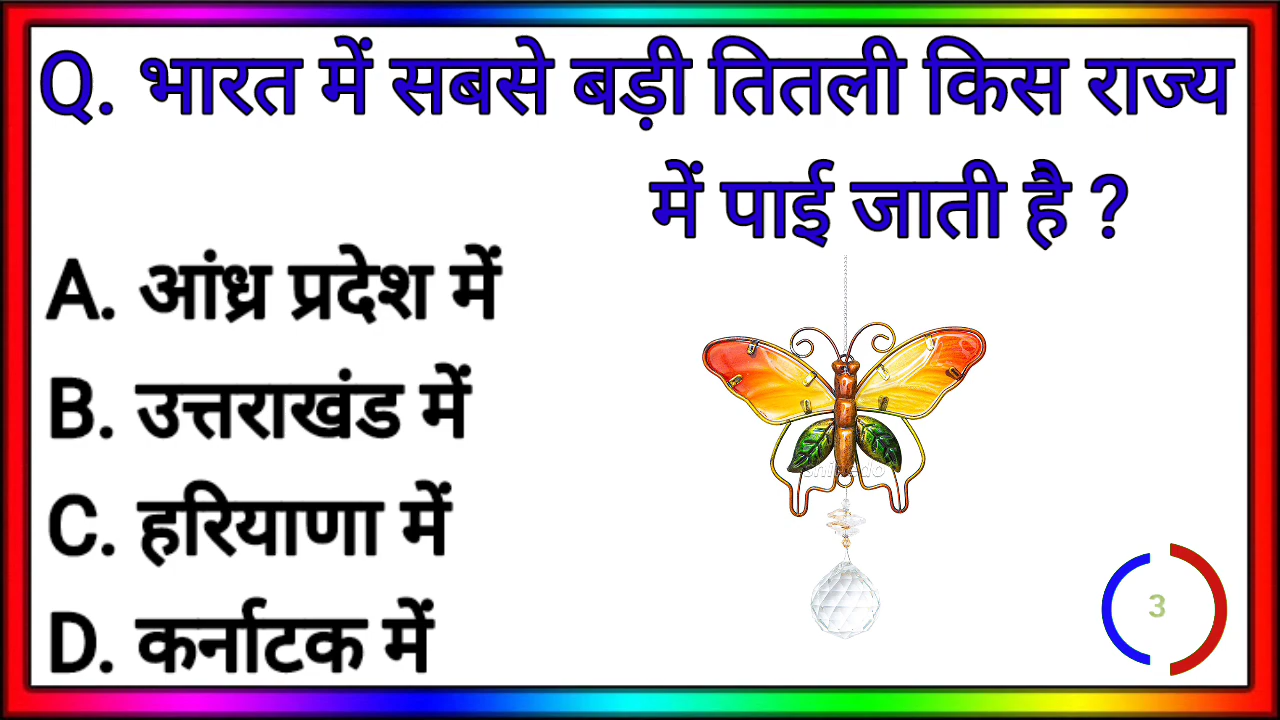 Q. भारत में सबसे बड़ी तितली किस राज्य
में पाई जाती है ?
A. आंध्र प्रदेश में
B. उत्तराखंड में
C. हरियाणा में
D. कर्नाटक में
3